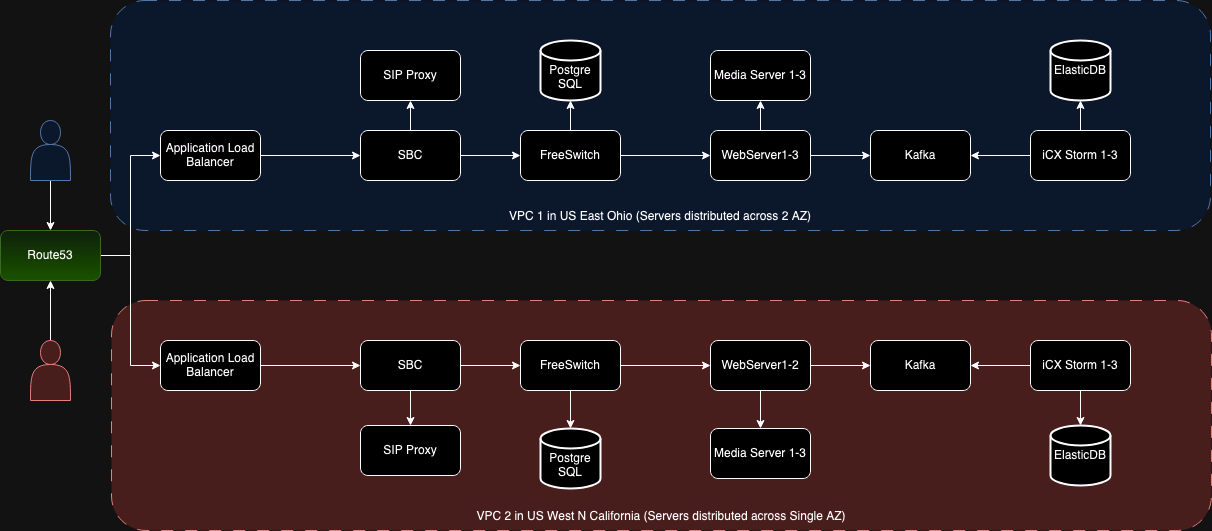 SIP Proxy
Postgre
SQL
Media Server 1-3
ElasticDB
Application Load
Balancer
SBC
FreeSwitch
WebServer1-3
Kafka
iCX Storm 1-3
VPC 1 in US East Ohio (Servers distributed across 2 AZ)
Route53
Application Load
Balancer
SBC
FreeSwitch
WebServer1-2
Kafka
iCX Storm 1-3
SIP Proxy
Postgre
SQL
Media Server 1-3
ElasticDB
VPC 2 in US West N California (Servers distributed across Single AZ)